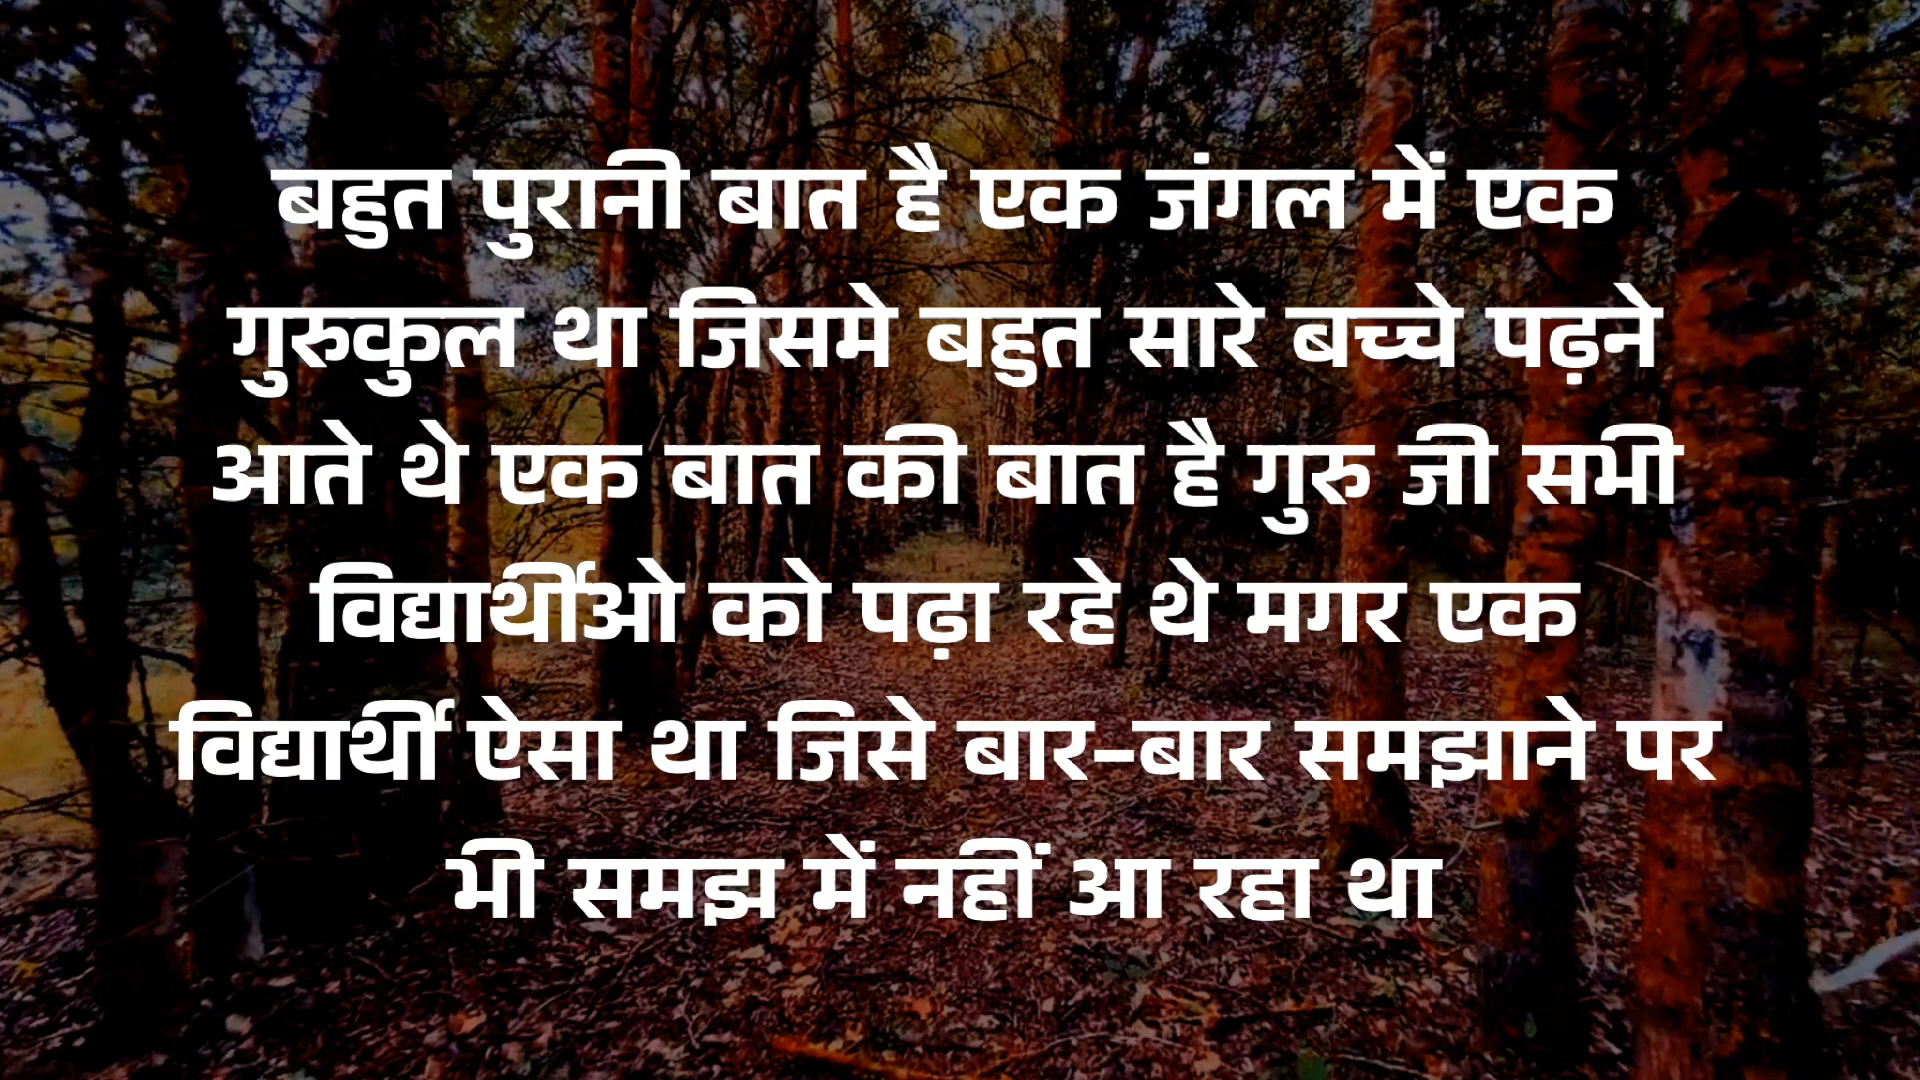 बहुत पुरानी बात है एक जंगल में एक
गुरुकुल था जिसमे बहुत सारे बच्चे पढ़ने
आते थे एक बात की बात है गुरु जी सभी
विद्यार्थीओ को पढ़ा रहे थे मगर एक
विद्यार्थी ऐसा था जिसे बार-बार समझाने पर
भी समझ में नहीं आ रहा था